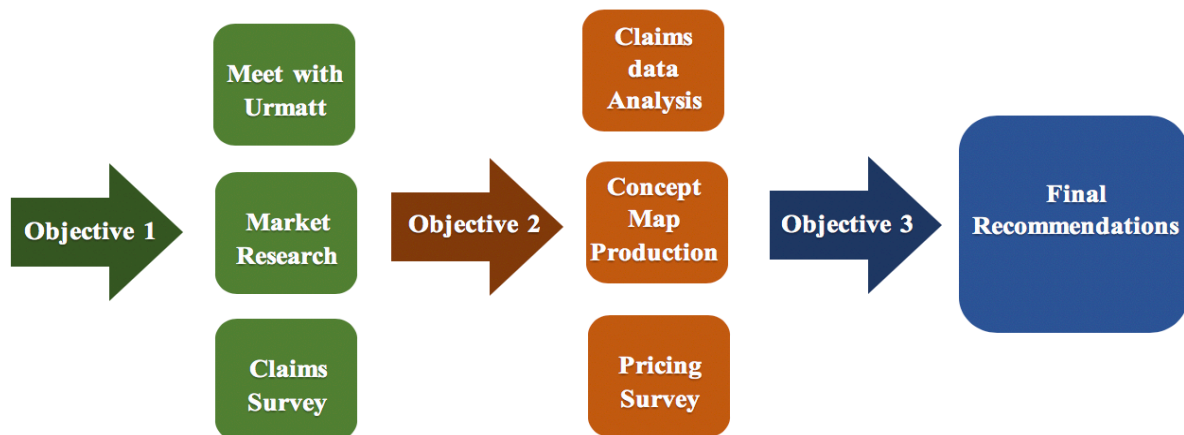 Objective 1
Meet with
Urmatt
Market
Research
Claims
Survey
Objective 2
Claims
data
Analysis
Concept
Map
Production
Pricing
Survey
Objective 3
Final
Recommendations